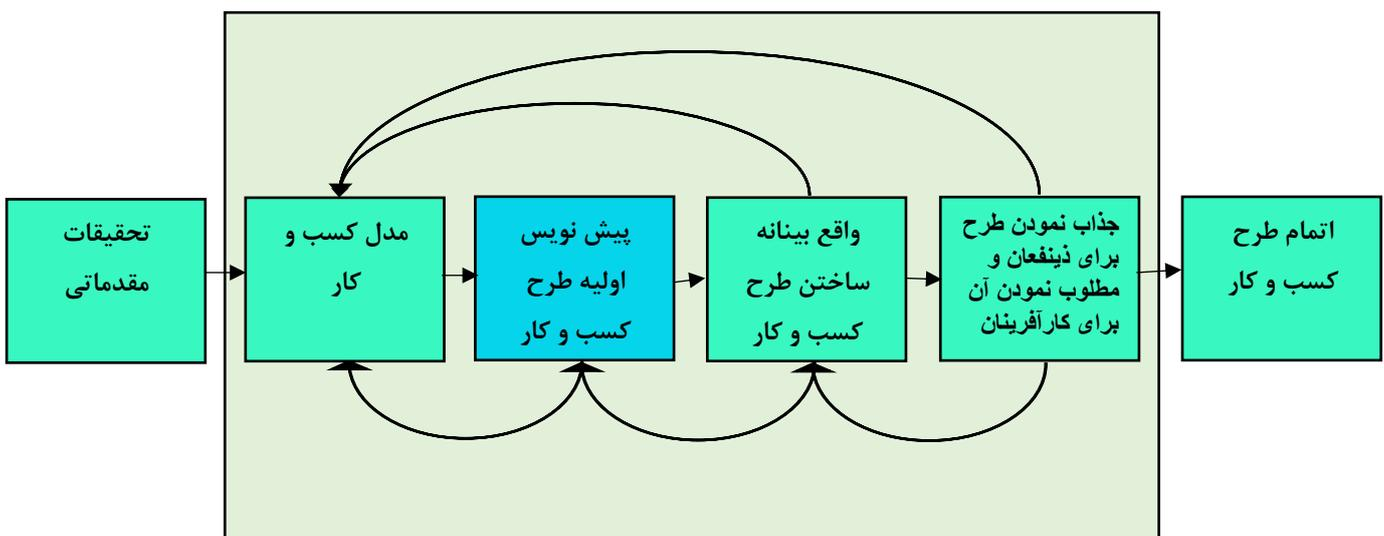 تحقیقات
مقدماتی
مدل کسب و
کار
پیش نویس
اولیه طرح
کسب و کار
واقع بینانه
ساختن طرح
کسب و کار
جذاب نمودن طرح
برای ذینفعان و
مطلوب نمودن آن
برای کارآفرینان
اتمام طرح
کسب و کار